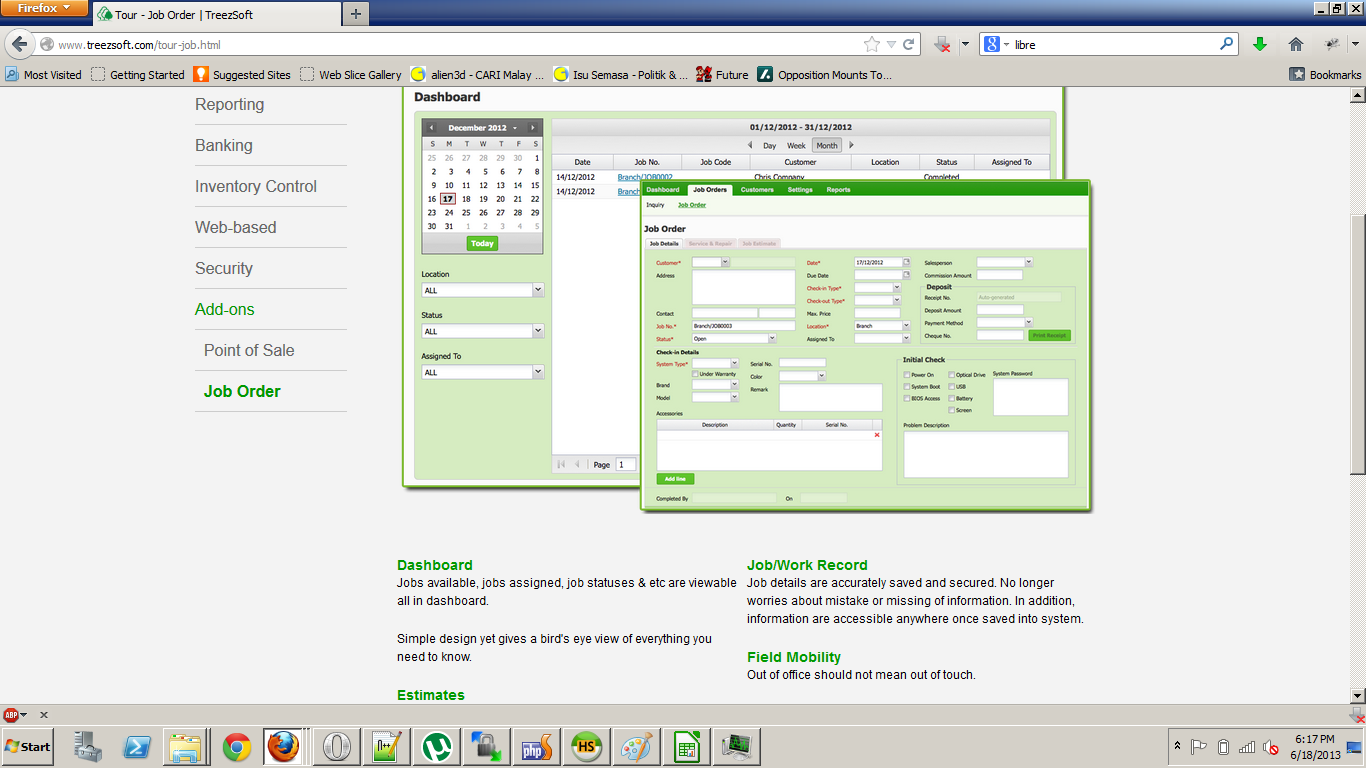 Firefox
Tour - Job Order | TreezSoft
www.treezsoft.com/tour-job.html
libre
Most Visited
Getting Started
Suggested Sites
Web Slice Gallery
alien3d - CARI Malay ...
Isu Semasa - Politik & ...
Future
Opposition Mounts To...
Bookmarks
Reporting
Banking
Inventory Control
Web-based
Security
Add-ons
Point of Sale
Job Order
Dashboard
December 2012
S M T W T F S
25 26 27 28 29 30 1
2 3 4 5 6 7 8
9 10 11 12 13 14 15
16 17 18 19 20 21 22
23 24 25 26 27 28 29
30 31 1 2 3 4 5
Today
Location
ALL
Status
ALL
Assigned To
ALL
01/12/2012 - 31/12/2012
Day Week Month
Date Job No. Job Code Customer Location Status Assigned To
14/12/2012 Branch/JOB0002 Chris Company Completed
14/12/2012 Branch
Page 1
Dashboard Job Orders Customers Settings Reports
Inquiry Job Order
Job Order
Job Details Service & Repair Job Estimate
Customer* Date* 17/12/2012 Salesperson
Address Due Date Commission Amount
Check-in Type* Deposit
Check-out Type* Receipt No. Auto-generated
Contact Max. Price Deposit Amount
Job No.* Branch/JOB0003 Location* Branch Payment Method
Status* Open Assigned To Cheque No. Print Receipt
Check-in Details
System Type* Serial No.
Under Warranty Color
Brand Remark
Model
Initial Check
Power On Optical Drive System Password
System Boot USB
BIOS Access Battery
Screen
Accessories
Description Quantity Serial No.
Problem Description
Add line
Completed By On
Dashboard
Jobs available, jobs assigned, job statuses & etc are viewable
all in dashboard.
Simple design yet gives a bird's eye view of everything you
need to know.
Estimates
Job/Work Record
Job details are accurately saved and secured. No longer
worries about mistake or missing of information. In addition,
information are accessible anywhere once saved into system.
Field Mobility
Out of office should not mean out of touch.
ABP
Start
php
HS
6:17 PM
6/18/2013